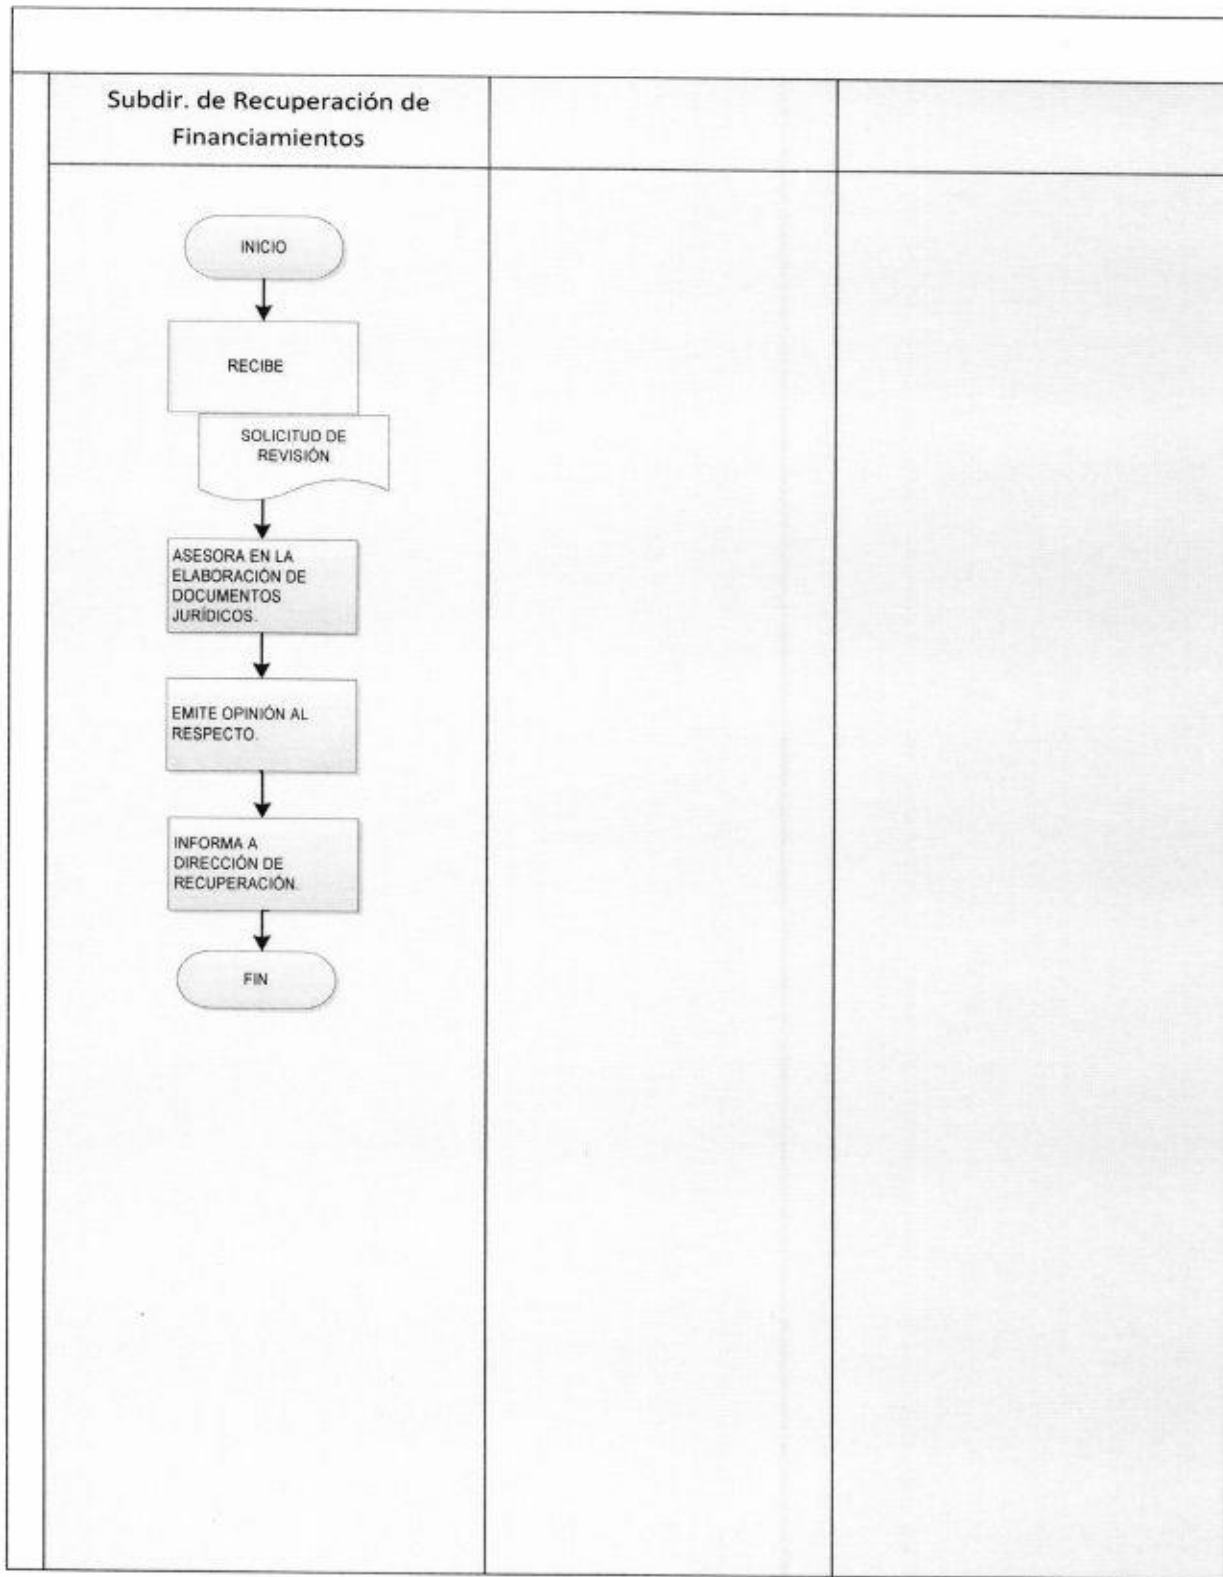 Subdir. de Recuperación de
Financiamientos
INICIO
RECIBE
SOLICITUD DE
REVISIÓN
ASESORA EN LA
ELABORACIÓN DE
DOCUMENTOS
JURÍDICOS.
EMITE OPINIÓN AL
RESPECTO.
INFORMA A
DIRECCIÓN DE
RECUPERACIÓN.
FIN